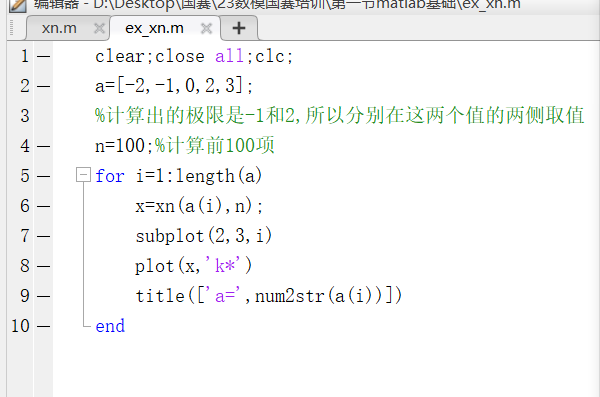 编辑器 - D:\Desktop\国赛\23数模国赛培训\第一节matlab基础\ex_xn.m
xn.m × ex_xn.m × +
1 — clear;close all;clc;
2 — a=[-2,-1,0,2,3];
3 %计算出的极限是-1和2,所以分别在这两个值的两侧取值
4 — n=100;%计算前100项
5 — for i=1:length(a)
6 — x=xn(a(i),n);
7 — subplot(2,3,i)
8 — plot(x,'k*')
9 — title(['a=',num2str(a(i))])
10 — end